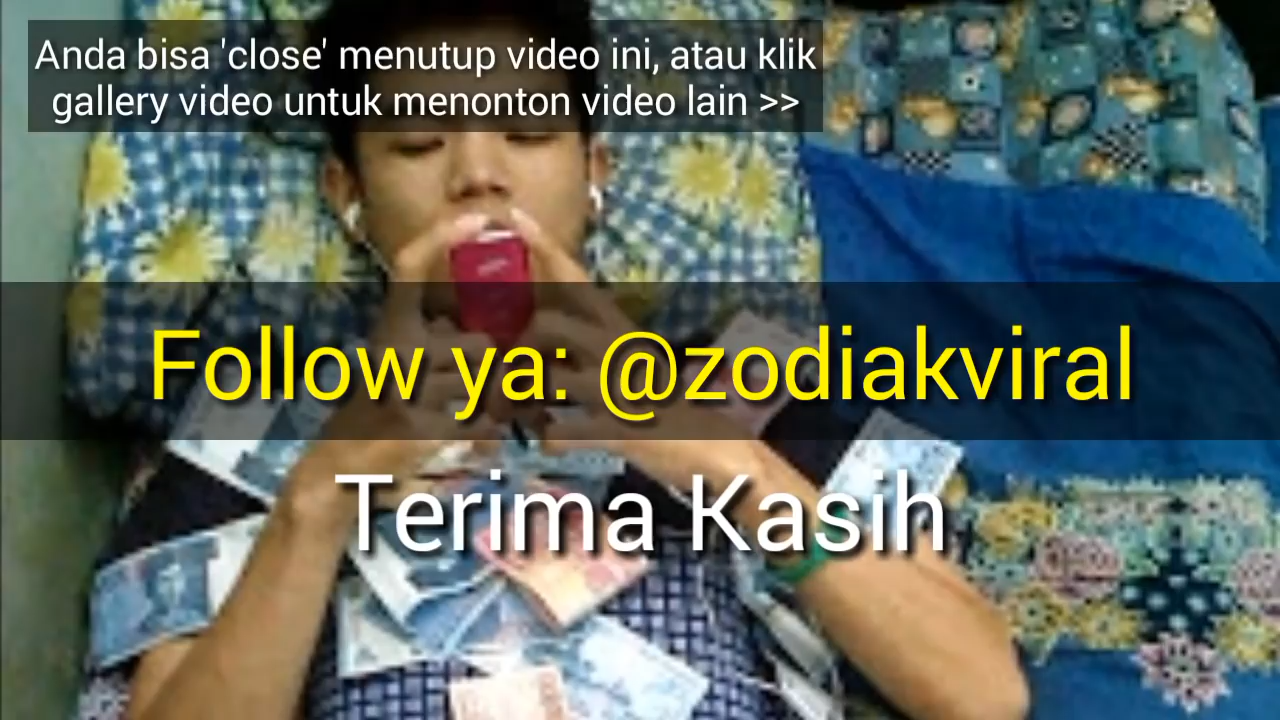 Anda bisa 'close' menutup video ini, atau klik
gallery video untuk menonton video lain >>
Follow ya: @zodiakviral
Terima Kasih